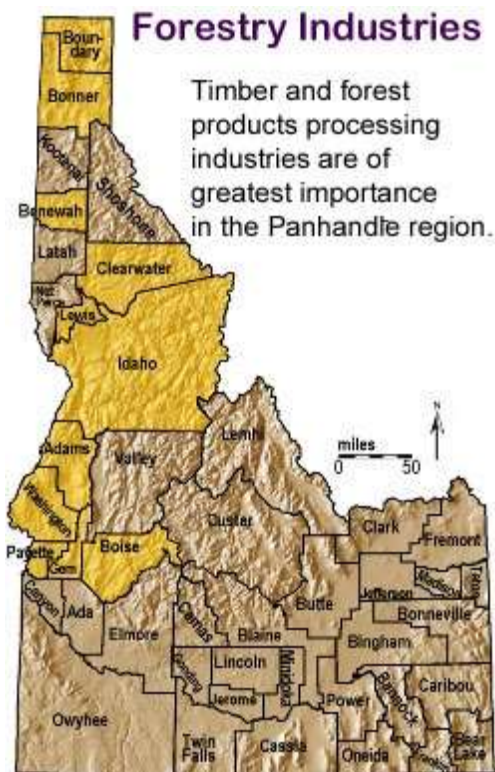 Forestry Industries
Timber and forest
products processing
industries are of
greatest importance
in the Panhandle region.
Boun-
dary
Bonner
Kootenai
Shoshone
Benewah
Latah
Clearwater
Nez
Perce
Lewis
Idaho
Adams
Valley
Lemhi
miles
0 50
N
Washington
Custer
Clark
Fremont
Payette
Gem
Boise
Butte
Jefferson
Madison
Teton
Canyon
Ada
Elmore
Camas
Blaine
Bonneville
Bingham
Gooding
Lincoln
Minidoka
Jerome
Power
Bannock
Caribou
Owyhee
Twin
Falls
Cassia
Oneida
Franklin
Bear
Lake